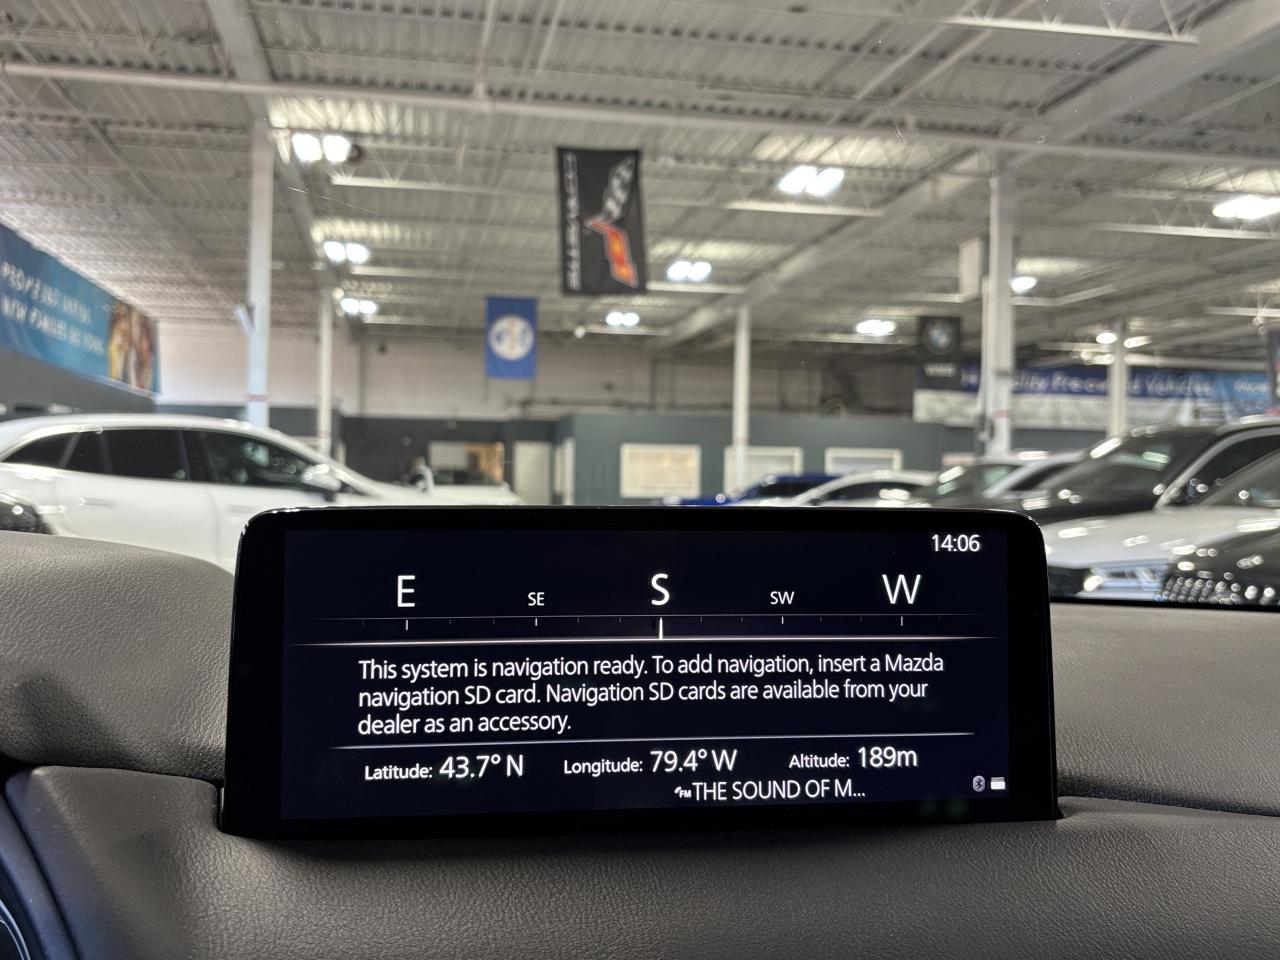 14:06
E SE S SW W
This system is navigation ready. To add navigation, insert a Mazda
navigation SD card. Navigation SD cards are available from your
dealer as an accessory.
Latitude: 43.7° N Longitude: 79.4° W Altitude: 189m
FM THE SOUND OF M...